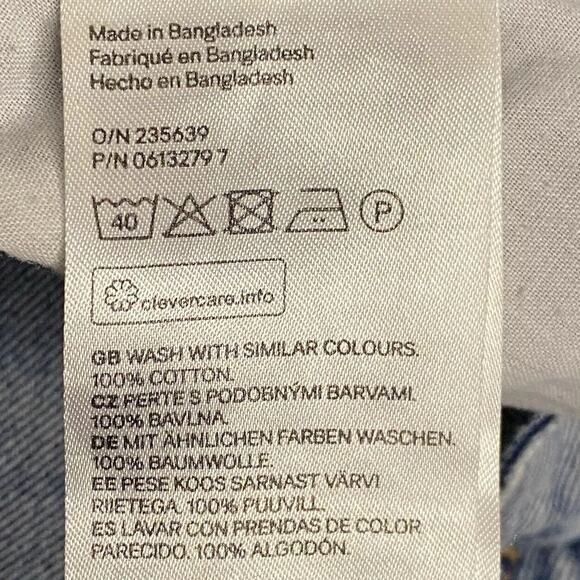 Made in Bangladesh
Fabriqué en Bangladesh
Hecho en Bangladesh
O/N 235639
P/N 0613279 7
40 P
clevercare.info
GB WASH WITH SIMILAR COLOURS.
100% COTTON.
CZ PERTE S PODOBNÝMI BARVAMI.
100% BAVLNA
DE MIT ÄHNLICHEN FARBEN WASCHEN.
100% BAUMWOLLE.
EE PESE KOOS SARNAST VÄRVI
RIIETEGA. 100% PUUVILL.
ES LAVAR CON PRENDAS DE COLOR
PARECIDO. 100% ALGODÓN.